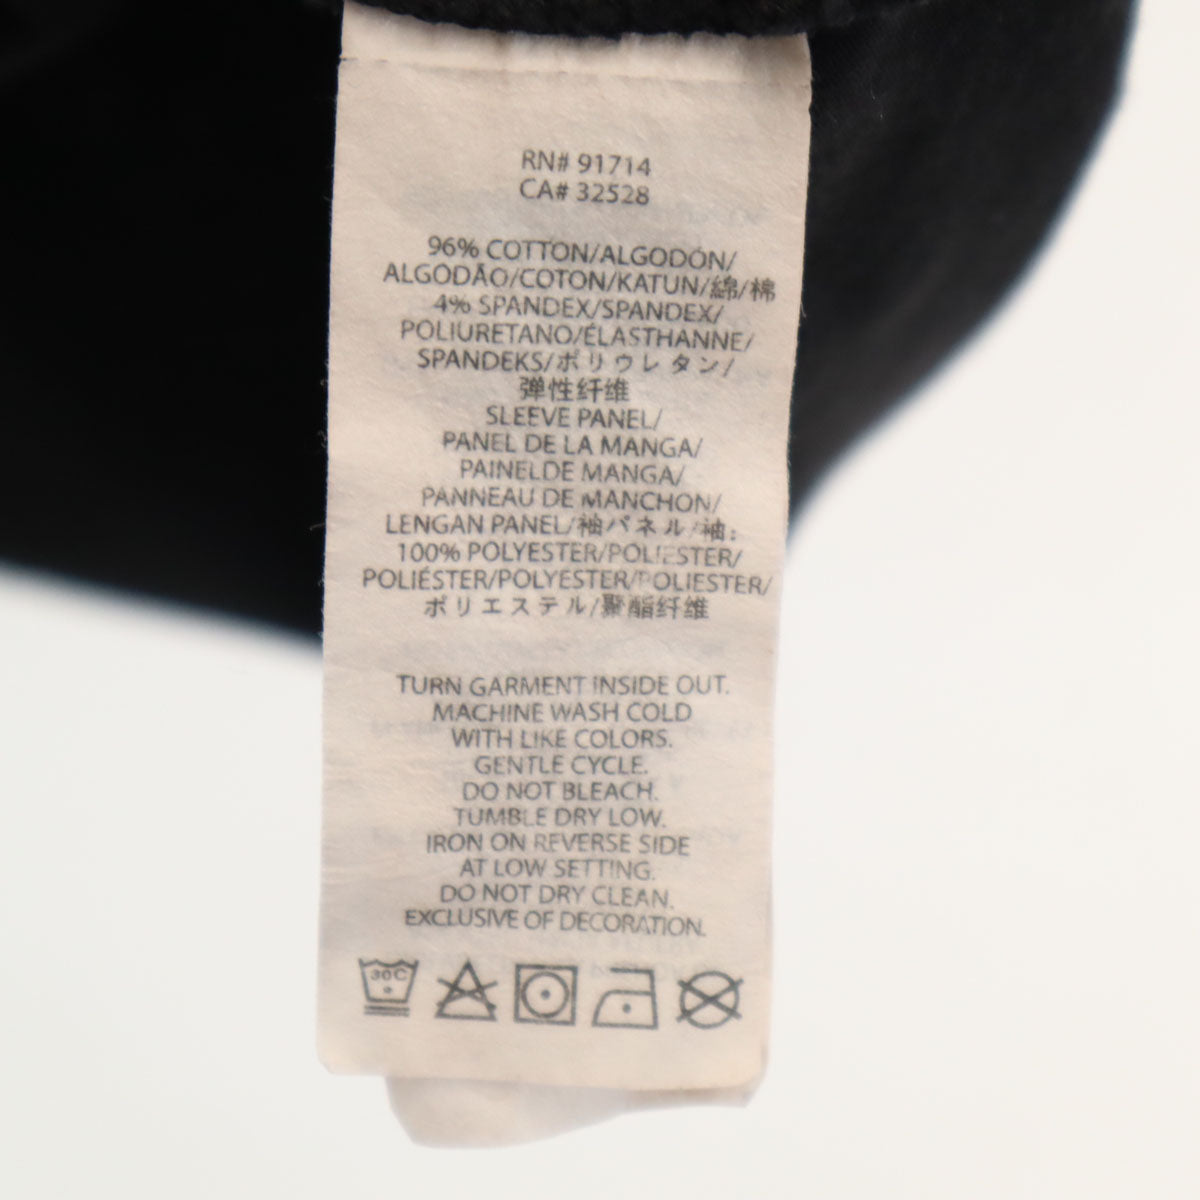 RN# 91714
CA# 32528
96% COTTON/ALGODÓN/
ALGODÃO/COTON/KATUN/綿/棉
4% SPANDEX/SPANDEX/
POLIURETANO/ÉLASTHANNE/
SPANDEKS/ポリウレタン/
弹性纤维
SLEEVE PANEL/
PANEL DE LA MANGA/
PAINELDE MANGA/
PANNEAU DE MANCHON/
LENGAN PANEL/袖パネル/袖:
100% POLYESTER/POLIESTER/
POLIÉSTER/POLYESTER/POLIESTER/
ポリエステル/聚酯纤维
TURN GARMENT INSIDE OUT.
MACHINE WASH COLD
WITH LIKE COLORS.
GENTLE CYCLE.
DO NOT BLEACH.
TUMBLE DRY LOW.
IRON ON REVERSE SIDE
AT LOW SETTING.
DO NOT DRY CLEAN.
EXCLUSIVE OF DECORATION.
30C